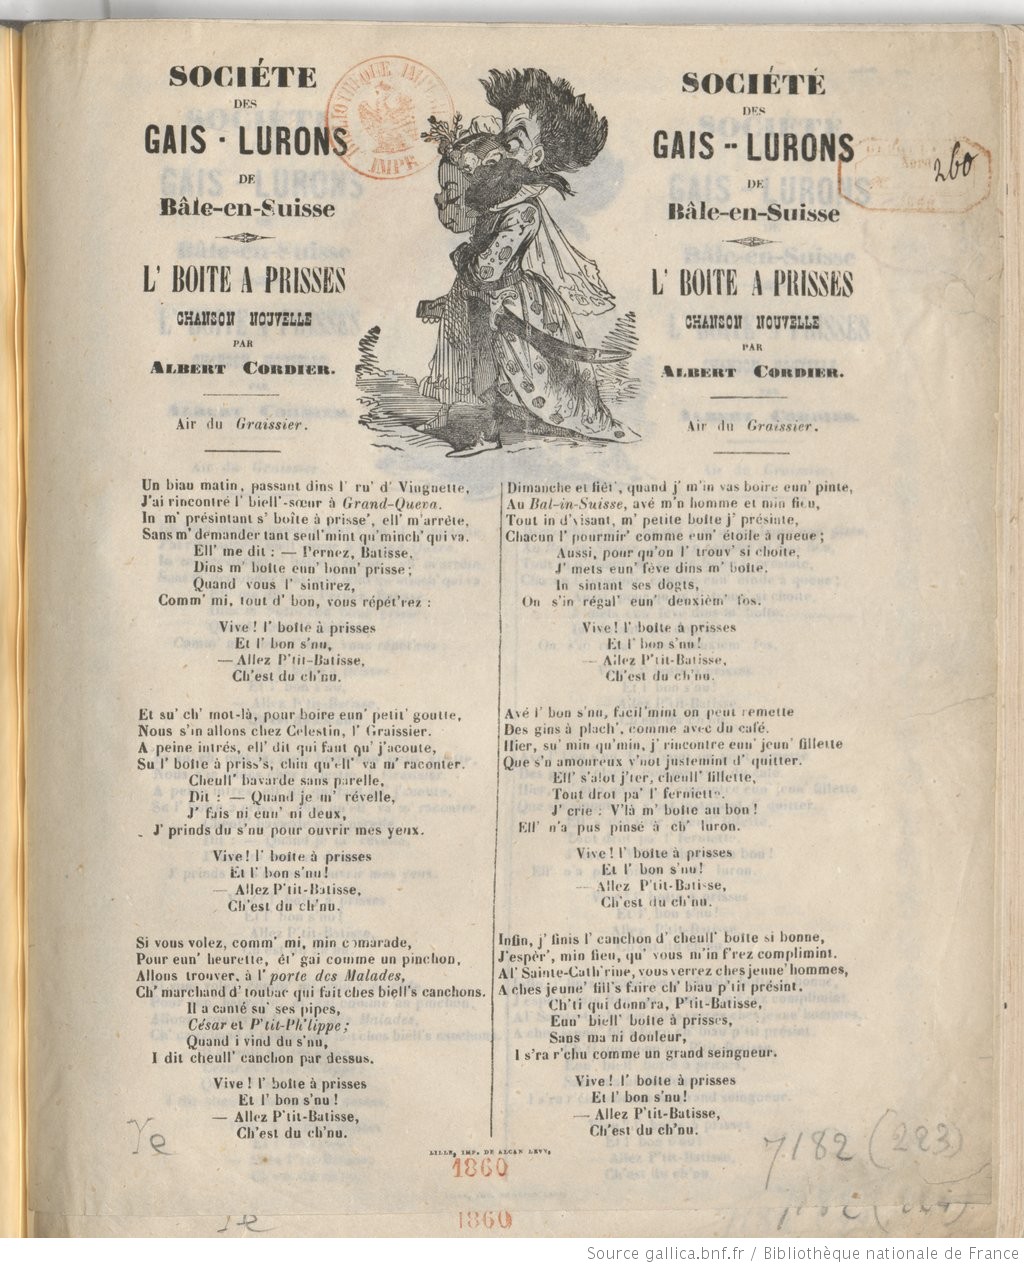 SOCIÉTE
DES
GAIS - LURONS
DE
Bâle-en-Suisse
L' BOITE A PRISSES
CHANSON NOUVELLE
PAR
ALBERT CORDIER.
Air du Graissier.
SOCIÉTÉ
DES
GAIS -- LURONS
DE
Bâle-en-Suisse
L' BOITE A PRISSES
CHANSON NOUVELLE
PAR
ALBERT CORDIER.
Air du Graissier.
260
Un biau matin, passant dins l' ru' d' Vingnette,
J'ai rincontré l' biell'-sœur à Grand-Queva.
In m' présintant s' boîte à prisse', ell' m'arrête,
Sans m' demander tant seul'mint qu'minch' qui va.
Ell' me dit : — Pernez, Batisse,
Dins m' boîte eun' bonn' prisse ;
Quand vous l' sintirez,
Comm' mi, tout d' bon, vous répét'rez :
Vive ! l' boîte à prisses
Et l' bon s'nu,
— Allez P'tit-Batisse,
Ch'est du ch'nu.
Et su' ch' mot-là, pour boire eun' petit' goutte,
Nous s'in allons chez Celestin, l' Graissier.
A peine intrés, ell' dit qui faut qu' j'acoute,
Su l' boîte à priss's, chin qu'ell' va m' raconter.
Cheull' bavarde sans parelle,
Dit : — Quand je m' révelle,
J' fais ni eun' ni deux,
J' prinds du s'nu pour ouvrir mes yeux.
Vive! l' boîte à prisses
Et l' bon s'nu!
— Allez P'tit-Batisse,
Ch'est du ch'nu.
Si vous volez, comm' mi, min comarade,
Pour eun' heurette, êt' gai comme un pinchon,
Allons trouver, à l' porte des Malades,
Ch' marchand d' toubac qui fait ches biell's canchons.
Il a canté su' ses pipes,
César et P'tit-Ph'lippe ;
Quand i vind du s'nu,
I dit cheull' canchon par dessus.
Vive ! l' boîte à prisses
Et l' bon s'nu !
— Allez P'tit-Batisse,
Ch'est du ch'nu.
Dimanche et fiêt', quand j' m'in vas boire eun' pinte,
Au Bal-in-Suisse, avé m'n homme et min fieu,
Tout in d'visant, m' petite boîte j' présinte,
Chacun l' pourmir' comme eun' étoile à queue ;
Aussi, pour qu'on l' trouv' si choite,
J' mets eun' fève dins m' boîte.
In sintant ses dogts,
On s'in régal' eun' deuxièm' fos.
Vive! l' boîte à prisses
Et l' bon s'nu!
— Allez P'tit-Batisse,
Ch'est du ch'nu.
Avé l' bon s'nu, facil'mint on peut remette
Des gins à plach', comme avec du café.
Hier, su' min qu'min, j' rincontre eun' jeun' fillette
Que s'n amoureux v'not justemint d' quitter.
Ell' s'alot j'ter, cheull' fillette,
Tout drot pa' l' ferniette.
J' crie : V'là m' boîte au bon !
Ell' n'a pus pinsé à ch' luron.
Vive ! l' boîte à prisses
Et l' bon s'nu!
— Allez P'tit-Batisse,
Ch'est du ch'nu.
Infin, j' finis l' canchon d' cheull' boîte si bonne,
J'espèr', min fieu, qu' vous m'in f'rez complimint.
A l' Sainte-Cath'rine, vous verrez ches jeune' hommes,
A ches jeune' fill's faire ch' biau p'tit présint.
Ch'ti qui donn'ra, P'tit-Batisse,
Eun' biell' boîte à prisses,
Sans ma ni douleur,
I s'ra r'chu comme un grand seingneur.
Vive ! l' boîte à prisses
Et l' bon s'nu !
— Allez P'tit-Batisse,
Ch'est du ch'nu.
LILLE, IMP. DE ALCAN LEVY,
1860
Ye
7182 (223)
1860
Ye
Source gallica.bnf.fr / Bibliothèque nationale de France